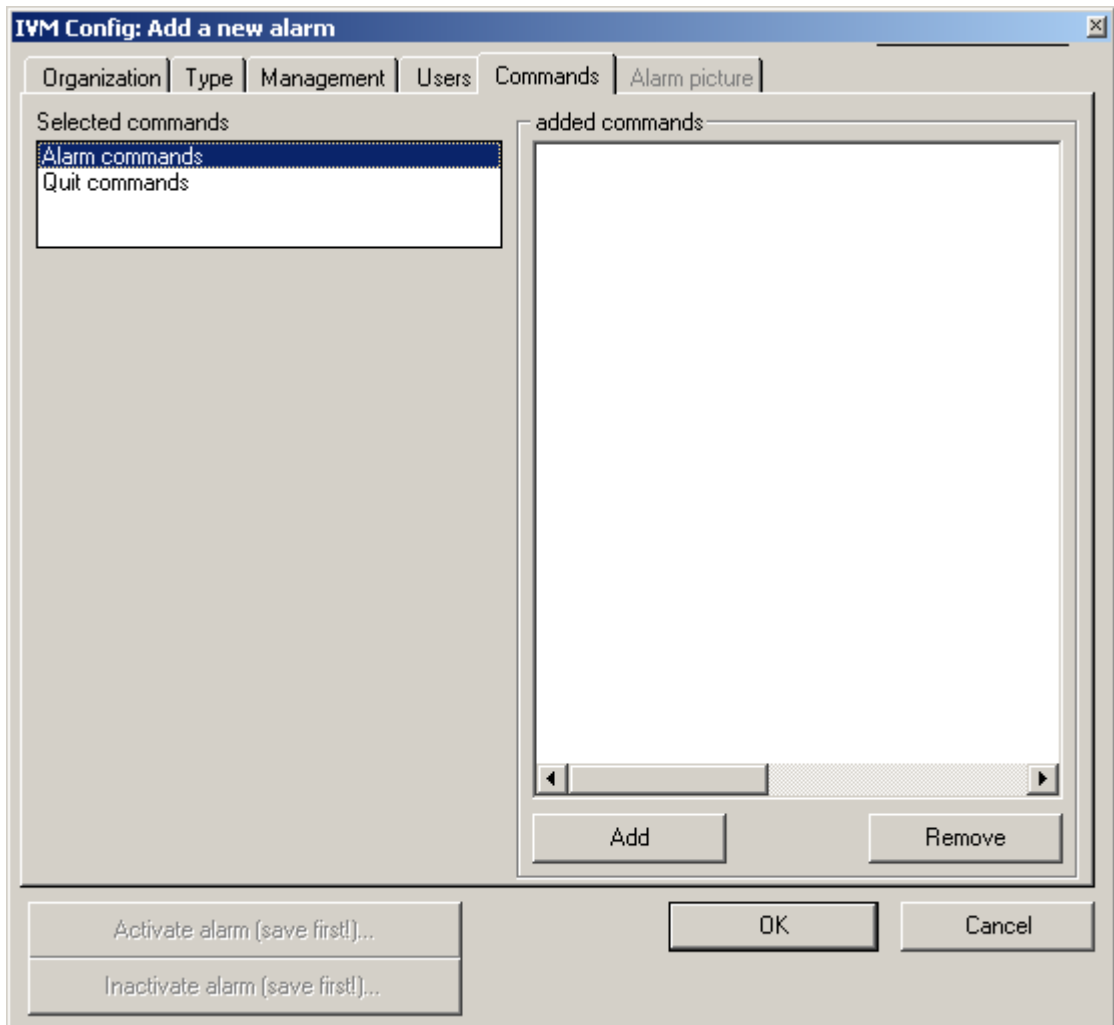 IVM Config: Add a new alarm
Organization Type Management Users Commands Alarm picture
Selected commands
Alarm commands
Quit commands
added commands
Add Remove
Activate alarm (save first!)...
Inactivate alarm (save first!)...
OK Cancel